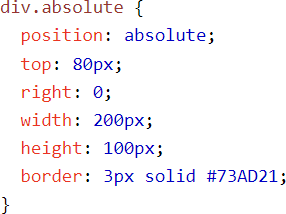 div.absolute {
  position: absolute;
  top: 80px;
  right: 0;
  width: 200px;
  height: 100px;
  border: 3px solid #73AD21;
}